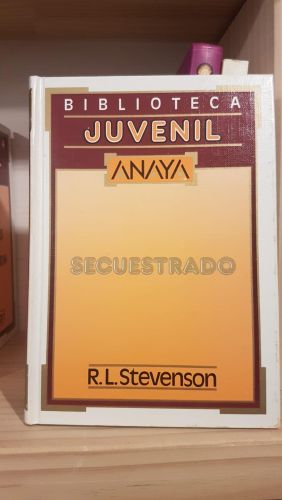 BIBLIOTECA
JUVENIL
ANAYA
SECUESTRADO
R.L.Stevenson